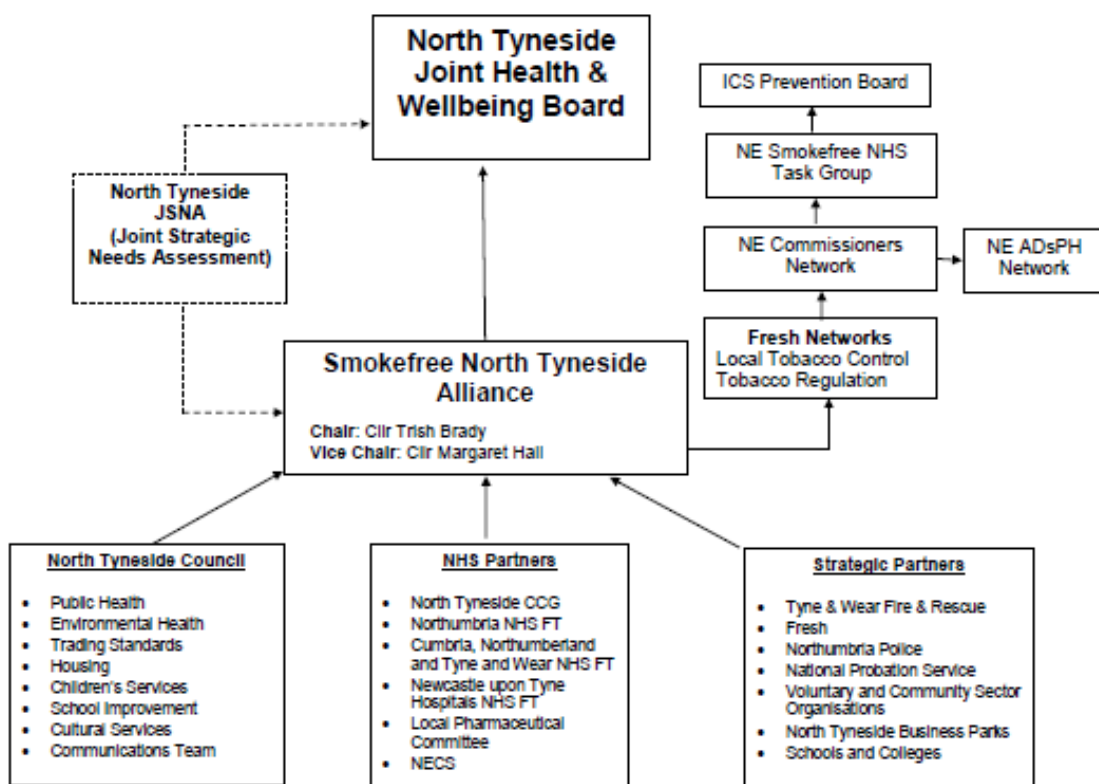 North Tyneside
Joint Health &
Wellbeing Board
ICS Prevention Board
NE Smokefree NHS
Task Group
North Tyneside
JSNA
(Joint Strategic
Needs Assessment)
NE Commissioners
Network
NE ADsPH
Network
Fresh Networks
Local Tobacco Control
Tobacco Regulation
Smokefree North Tyneside
Alliance
Chair: Cllr Trish Brady
Vice Chair: Cllr Margaret Hall
North Tyneside Council
• Public Health
• Environmental Health
• Trading Standards
• Housing
• Children's Services
• School Improvement
• Cultural Services
• Communications Team
NHS Partners
• North Tyneside CCG
• Northumbria NHS FT
• Cumbria, Northumberland
and Tyne and Wear NHS FT
• Newcastle upon Tyne
Hospitals NHS FT
• Local Pharmaceutical
Committee
• NECS
Strategic Partners
• Tyne & Wear Fire & Rescue
• Fresh
• Northumbria Police
• National Probation Service
• Voluntary and Community Sector
Organisations
• North Tyneside Business Parks
• Schools and Colleges